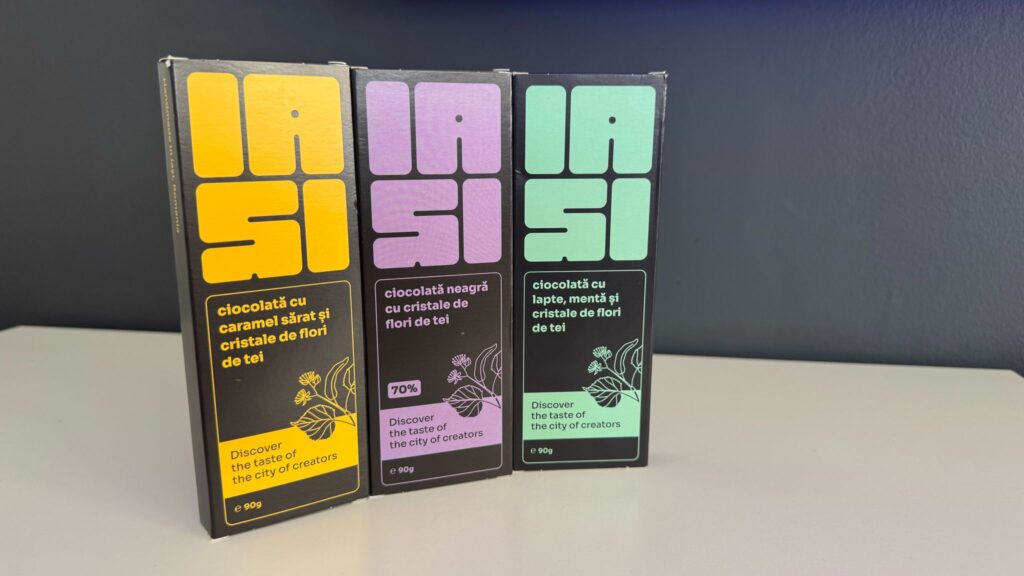 IA
ȘI
ciocolată cu
caramel sărat și
cristale de flori
de tei
Discover
the taste of
the city of creators
e 90g
IA
ȘI
ciocolată neagră
cu cristale de
flori de tei
70%
Discover
the taste of
the city of creators
e 90g
IA
ȘI
ciocolată cu
lapte, mentă și
cristale de flori
de tei
Discover
the taste of
the city of creators
e 90g